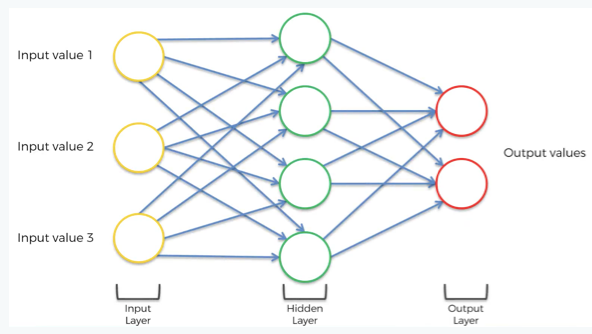 Input value 1
Input value 2
Output values
Input value 3
Input
Layer
Hidden
Layer
Output
Layer